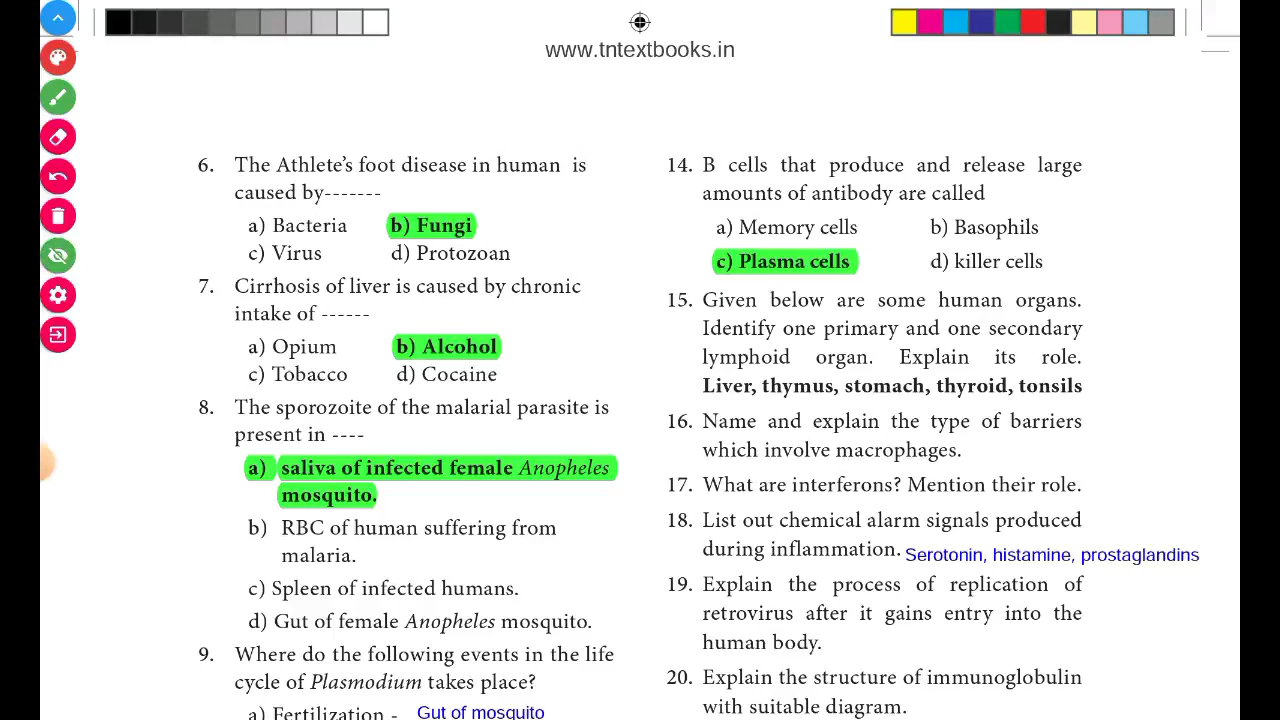 www.tntextbooks.in
6. The Athlete's foot disease in human is
caused by-------
a) Bacteria b) Fungi
c) Virus d) Protozoan
7. Cirrhosis of liver is caused by chronic
intake of ------
a) Opium b) Alcohol
c) Tobacco d) Cocaine
8. The sporozoite of the malarial parasite is
present in ----
a) saliva of infected female Anopheles
mosquito.
b) RBC of human suffering from
malaria.
c) Spleen of infected humans.
d) Gut of female Anopheles mosquito.
9. Where do the following events in the life
cycle of Plasmodium takes place?
a) Fertilization - Gut of mosquito
14. B cells that produce and release large
amounts of antibody are called
a) Memory cells b) Basophils
c) Plasma cells d) killer cells
15. Given below are some human organs.
Identify one primary and one secondary
lymphoid organ. Explain its role.
Liver, thymus, stomach, thyroid, tonsils
16. Name and explain the type of barriers
which involve macrophages.
17. What are interferons? Mention their role.
18. List out chemical alarm signals produced
during inflammation. Serotonin, histamine, prostaglandins
19. Explain the process of replication of
retrovirus after it gains entry into the
human body.
20. Explain the structure of immunoglobulin
with suitable diagram.